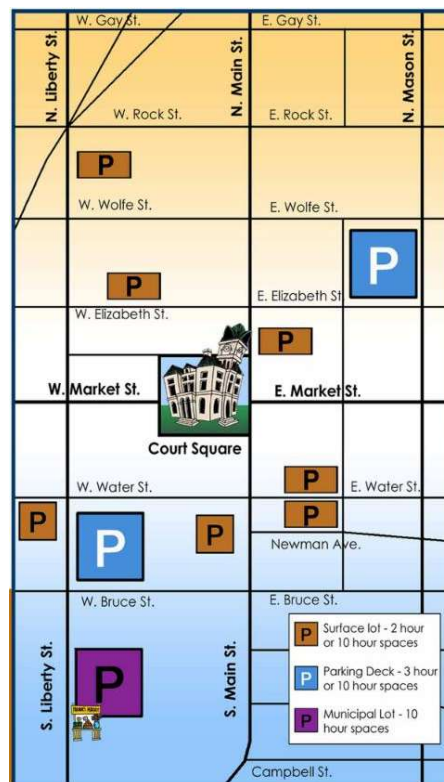 W. Gay St.
E. Gay St.
N. Liberty St.
N. Main St.
N. Mason St.
W. Rock St.
E. Rock St.
P
W. Wolfe St.
E. Wolfe St.
P
P
E. Elizabeth St.
W. Elizabeth St.
P
W. Market St.
E. Market St.
Court Square
P
W. Water St.
E. Water St.
P
P
P
P
Newman Ave.
W. Bruce St.
E. Bruce St.
P
Surface lot - 2 hour
or 10 hour spaces
P
Parking Deck - 3 hour
or 10 hour spaces
P
Municipal Lot - 10
hour spaces
P
S. Liberty St.
S. Main St.
Campbell St.